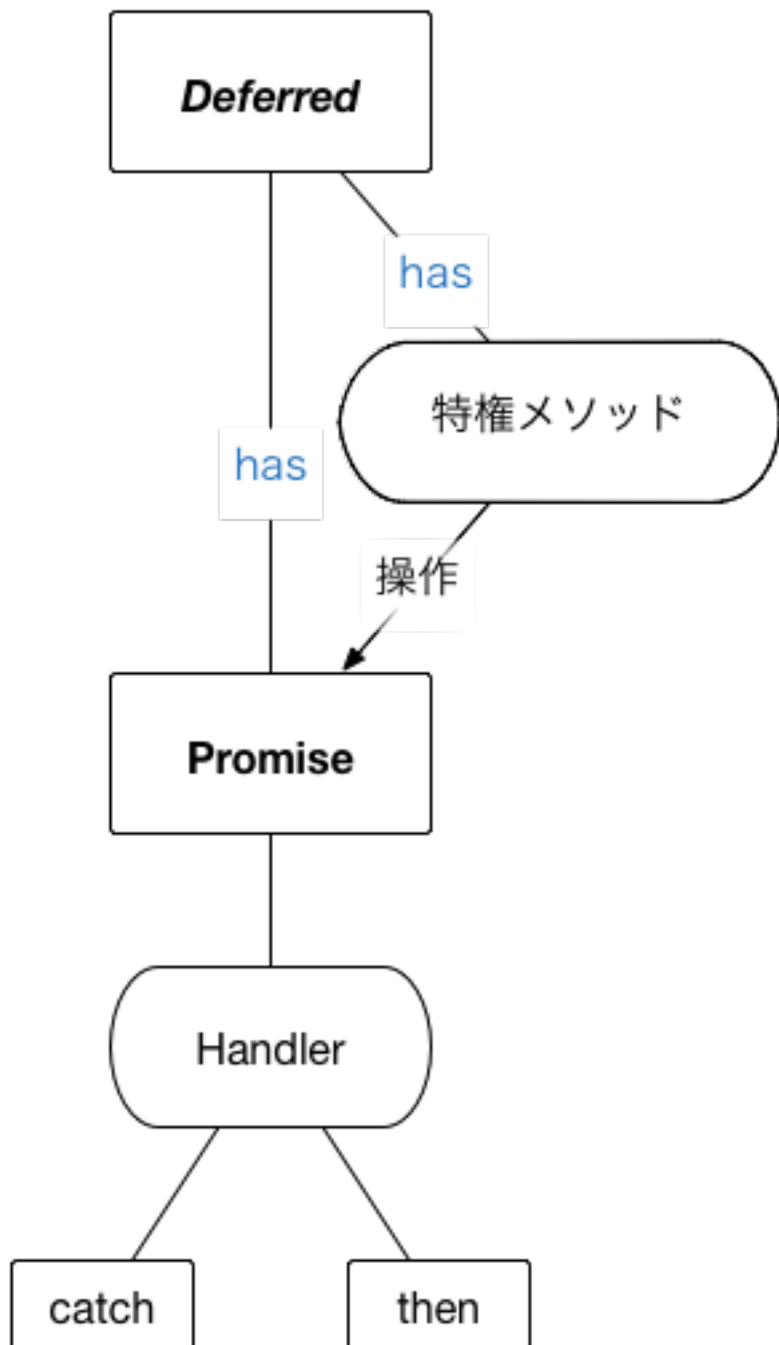 Deferred
has
特権メソッド
has
操作
Promise
Handler
catch
then